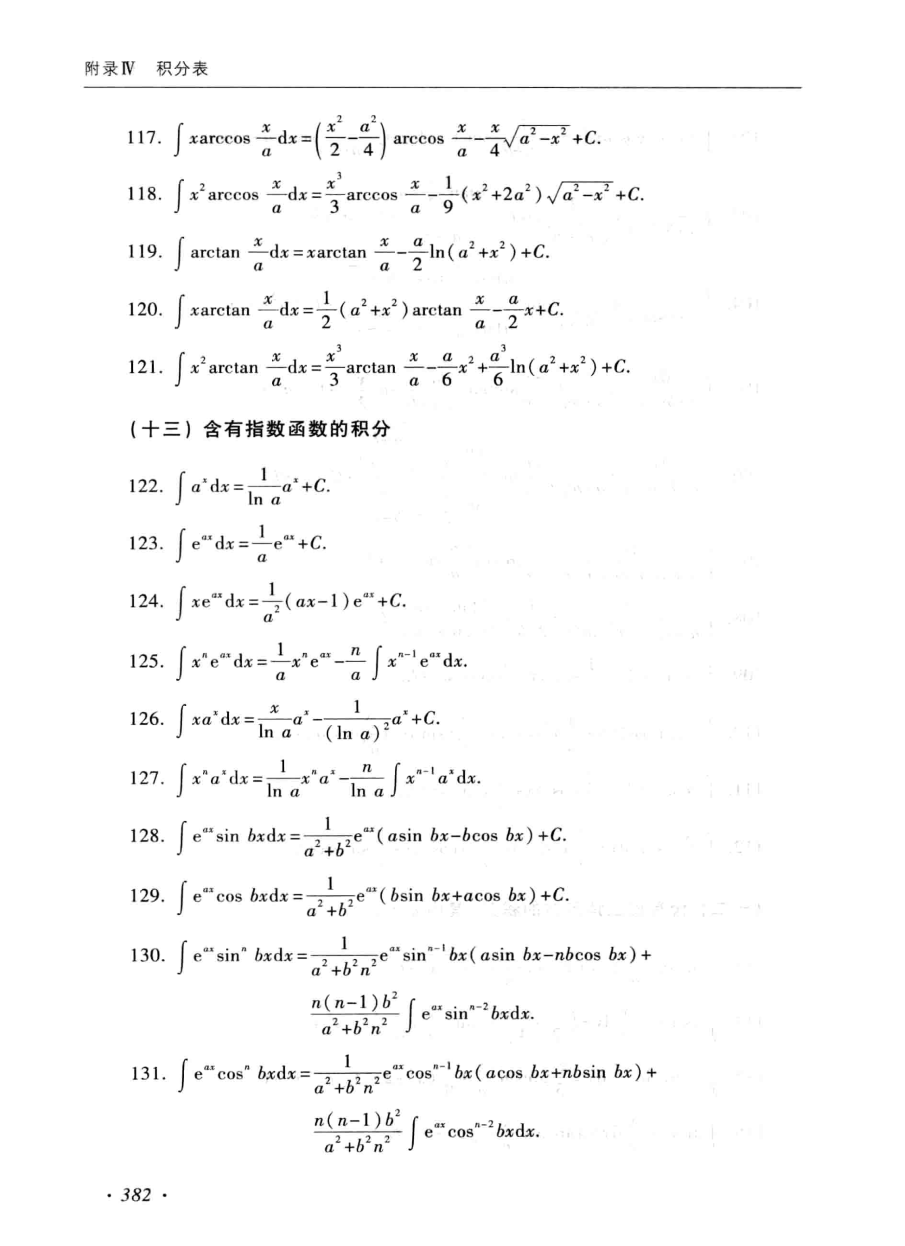 附录Ⅳ 积分表
117. $\int x\arccos \frac{x}{a}dx=\left(\frac{x^2}{2}-\frac{a^2}{4}\right)\arccos \frac{x}{a}-\frac{x}{4}\sqrt{a^2-x^2}+C.$
118. $\int x^2\arccos \frac{x}{a}dx=\frac{x^3}{3}\arccos \frac{x}{a}-\frac{1}{9}(x^2+2a^2)\sqrt{a^2-x^2}+C.$
119. $\int \arctan \frac{x}{a}dx=x\arctan \frac{x}{a}-\frac{a}{2}\ln(a^2+x^2)+C.$
120. $\int x\arctan \frac{x}{a}dx=\frac{1}{2}(a^2+x^2)\arctan \frac{x}{a}-\frac{a}{2}x+C.$
121. $\int x^2\arctan \frac{x}{a}dx=\frac{x^3}{3}\arctan \frac{x}{a}-\frac{a}{6}x^2+\frac{a^3}{6}\ln(a^2+x^2)+C.$
(十三) 含有指数函数的积分
122. $\int a^x dx=\frac{1}{\ln a}a^x+C.$
123. $\int e^{ax}dx=\frac{1}{a}e^{ax}+C.$
124. $\int xe^{ax}dx=\frac{1}{a^2}(ax-1)e^{ax}+C.$
125. $\int x^n e^{ax}dx=\frac{1}{a}x^n e^{ax}-\frac{n}{a}\int x^{n-1}e^{ax}dx.$
126. $\int xa^x dx=\frac{x}{\ln a}a^x-\frac{1}{(\ln a)^2}a^x+C.$
127. $\int x^n a^x dx=\frac{1}{\ln a}x^n a^x-\frac{n}{\ln a}\int x^{n-1}a^x dx.$
128. $\int e^{ax}\sin bxdx=\frac{1}{a^2+b^2}e^{ax}(a\sin bx-b\cos bx)+C.$
129. $\int e^{ax}\cos bxdx=\frac{1}{a^2+b^2}e^{ax}(b\sin bx+a\cos bx)+C.$
130. $\int e^{ax}\sin^n bxdx=\frac{1}{a^2+b^2n^2}e^{ax}\sin^{n-1}bx(a\sin bx-nb\cos bx)+$
$\frac{n(n-1)b^2}{a^2+b^2n^2}\int e^{ax}\sin^{n-2}bxdx.$
131. $\int e^{ax}\cos^n bxdx=\frac{1}{a^2+b^2n^2}e^{ax}\cos^{n-1}bx(a\cos bx+nb\sin bx)+$
$\frac{n(n-1)b^2}{a^2+b^2n^2}\int e^{ax}\cos^{n-2}bxdx.$
· 382 ·